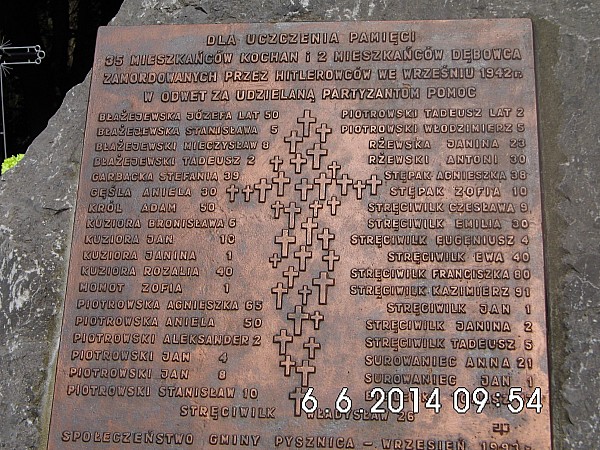 DLA UCZCZENIA PAMIĘCI
35 MIESZKAŃCÓW KOCHAN i 2 MIESZKAŃCÓW DĘBOWCA
ZAMORDOWANYCH PRZEZ HITLEROWCÓW WE WRZEŚNIU 1942 r.
W ODWET ZA UDZIELANĄ PARTYZANTOM POMOC
BŁAŻEJEWSKA JÓZEFA LAT 50
BŁAŻEJEWSKA STANISŁAWA 5
BŁAŻEJEWSKI MIECZYSŁAW 8
BŁAŻEJEWSKI TADEUSZ 2
GARBACKA STEFANIA 39
GĘŚLA ANIELA 30
KRÓL ADAM 50
KUZIORA BRONISŁAWA 6
KUZIORA JAN 10
KUZIORA JANINA 1
KUZIORA ROZALIA 40
MOMOT ZOFIA 1
PIOTROWSKA AGNIESZKA 65
PIOTROWSKA ANIELA 50
PIOTROWSKI ALEKSANDER 2
PIOTROWSKI JAN 4
PIOTROWSKI JAN 8
PIOTROWSKI STANISŁAW 10
PIOTROWSKI TADEUSZ LAT 2
PIOTROWSKI WŁODZIMIERZ 5
RŻEWSKA JANINA 23
RŻEWSKI ANTONI 30
STĘPAK AGNIESZKA 38
STĘPAK ZOFIA 10
STRĘCIWILK CZESŁAWA 9
STRĘCIWILK EMILIA 30
STRĘCIWILK EUGENIUSZ 4
STRĘCIWILK EWA 40
STRĘCIWILK FRANCISZKA 80
STRĘCIWILK KAZIMIERZ 81
STRĘCIWILK JAN 1
STRĘCIWILK JANINA 2
STRĘCIWILK TADEUSZ 5
SUROWANIEC ANNA 21
SUROWANIEC JAN 1
STRĘCIWILK WŁADYSŁAW 26
SPOŁECZEŃSTWO GMINY PYSZNICA – WRZESIEŃ
6. 6. 2014 09:54